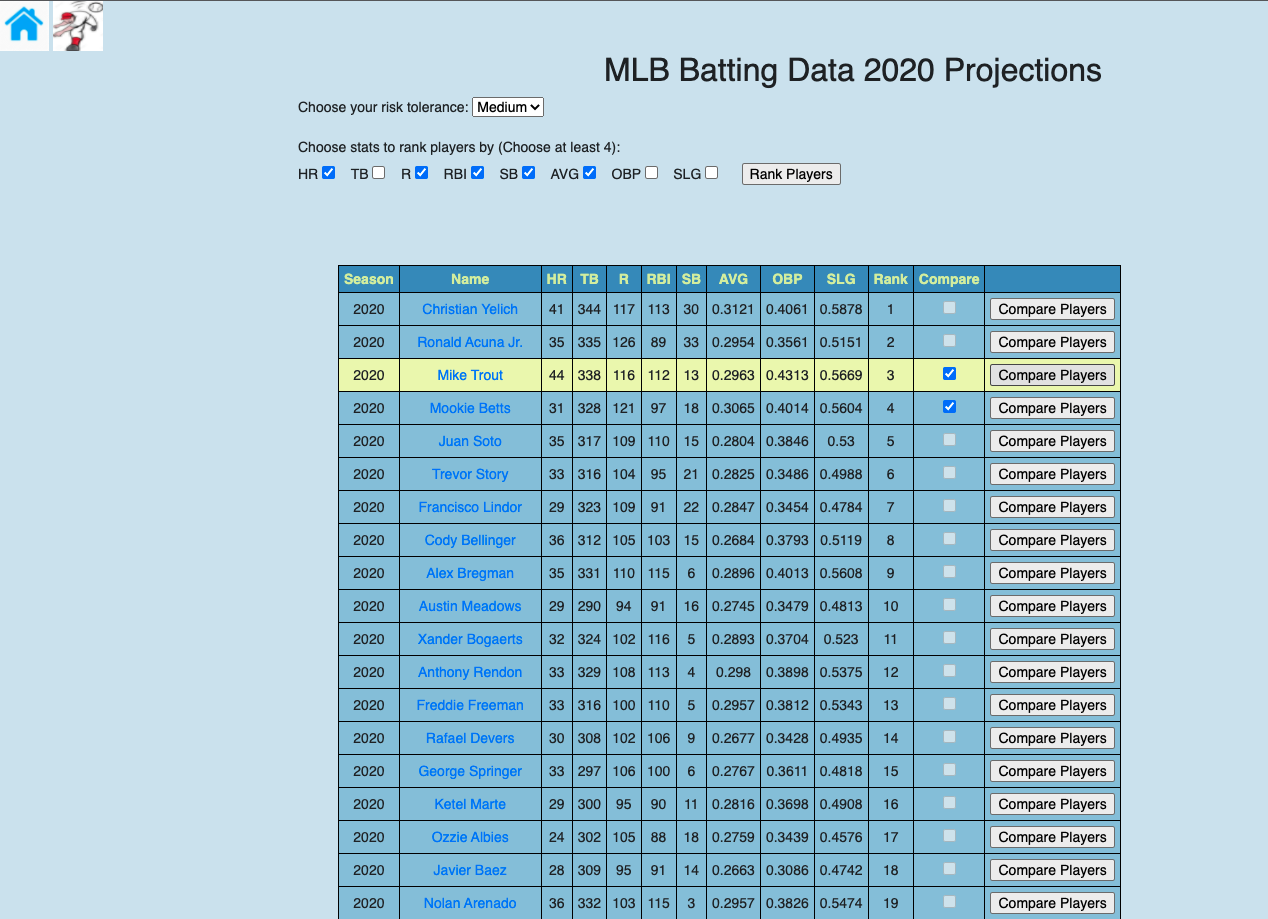 MLB Batting Data 2020 Projections
Choose your risk tolerance: Medium
Choose stats to rank players by (Choose at least 4):
HR TB R RBI SB AVG OBP SLG Rank Players
Season Name HR TB R RBI SB AVG OBP SLG Rank Compare
2020 Christian Yelich 41 344 117 113 30 0.3121 0.4061 0.5878 1 Compare Players
2020 Ronald Acuna Jr. 35 335 126 89 33 0.2954 0.3561 0.5151 2 Compare Players
2020 Mike Trout 44 338 116 112 13 0.2963 0.4313 0.5669 3 Compare Players
2020 Mookie Betts 31 328 121 97 18 0.3065 0.4014 0.5604 4 Compare Players
2020 Juan Soto 35 317 109 110 15 0.2804 0.3846 0.53 5 Compare Players
2020 Trevor Story 33 316 104 95 21 0.2825 0.3486 0.4988 6 Compare Players
2020 Francisco Lindor 29 323 109 91 22 0.2847 0.3454 0.4784 7 Compare Players
2020 Cody Bellinger 36 312 105 103 15 0.2684 0.3793 0.5119 8 Compare Players
2020 Alex Bregman 35 331 110 115 6 0.2896 0.4013 0.5608 9 Compare Players
2020 Austin Meadows 29 290 94 91 16 0.2745 0.3479 0.4813 10 Compare Players
2020 Xander Bogaerts 32 324 102 116 5 0.2893 0.3704 0.523 11 Compare Players
2020 Anthony Rendon 33 329 108 113 4 0.298 0.3898 0.5375 12 Compare Players
2020 Freddie Freeman 33 316 100 110 5 0.2957 0.3812 0.5343 13 Compare Players
2020 Rafael Devers 30 308 102 106 9 0.2677 0.3428 0.4935 14 Compare Players
2020 George Springer 33 297 106 100 6 0.2767 0.3611 0.4818 15 Compare Players
2020 Ketel Marte 29 300 95 90 11 0.2816 0.3698 0.4908 16 Compare Players
2020 Ozzie Albies 24 302 105 88 18 0.2759 0.3439 0.4576 17 Compare Players
2020 Javier Baez 28 309 95 91 14 0.2663 0.3086 0.4742 18 Compare Players
2020 Nolan Arenado 36 332 103 115 3 0.2957 0.3826 0.5474 19 Compare Players